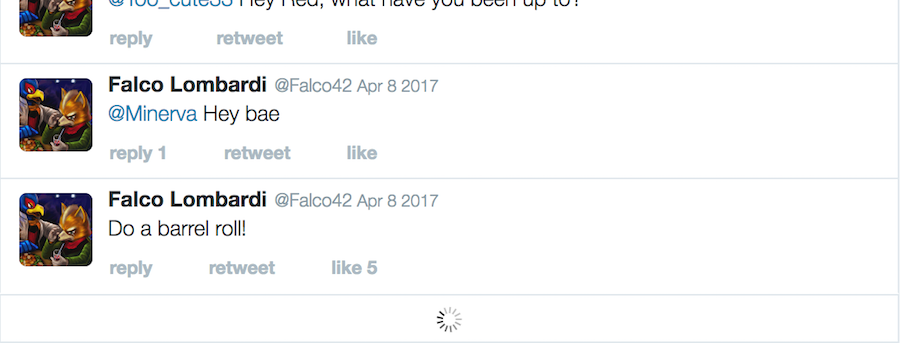 @Too_cute33 Hey Red, what have you been up to?
reply retweet like
Falco Lombardi @Falco42 Apr 8 2017
@Minerva Hey bae
reply 1 retweet like
Falco Lombardi @Falco42 Apr 8 2017
Do a barrel roll!
reply retweet like 5